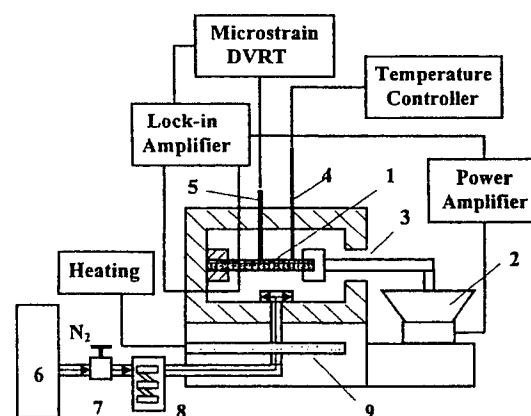 Microstrain
DVRT
Temperature
Controller
Lock-in
Amplifier
5
4
1
Power
Amplifier
3
2
Heating
N₂
6
7
8
9